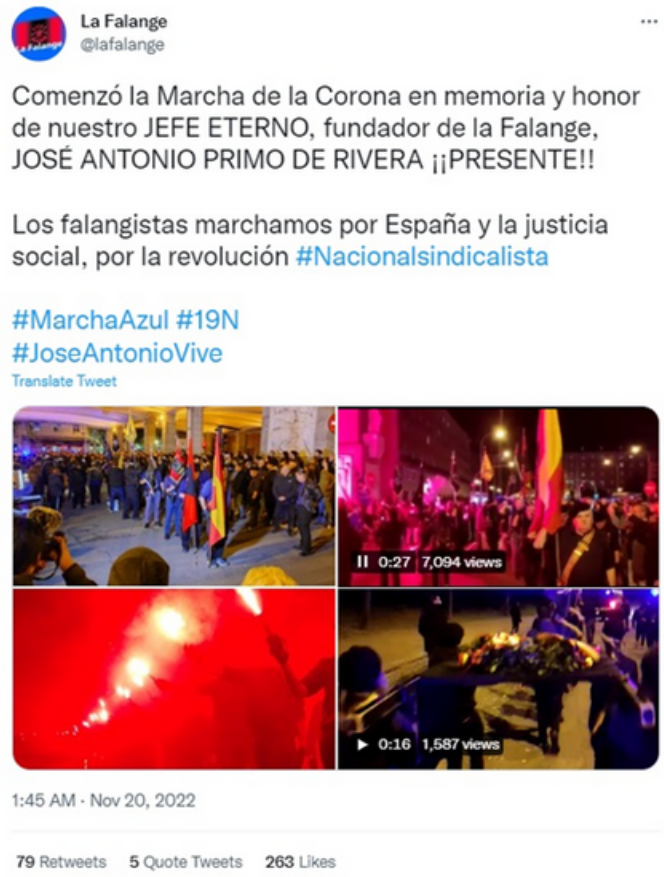 La Falange
La Falange
@lafalange
Comenzó la Marcha de la Corona en memoria y honor
de nuestro JEFE ETERNO, fundador de la Falange,
JOSÉ ANTONIO PRIMO DE RIVERA ¡¡PRESENTE!!
Los falangistas marchamos por España y la justicia
social, por la revolución #Nacionalsindicalista
#MarchaAzul #19N
#JoseAntonioVive
Translate Tweet
0:27 7,094 views
0:16 1,587 views
1:45 AM · Nov 20, 2022
79 Retweets 5 Quote Tweets 263 Likes